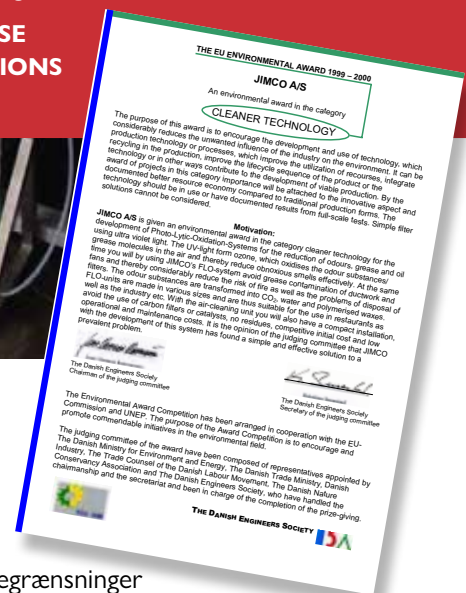 SE
IONS
THE EU ENVIRONMENTAL AWARD 1999 – 2000
JIMCO A/S
An environmental award in the category
CLEANER TECHNOLOGY
The purpose of this award is to encourage the development and use of technology, which
considerably reduces the unwanted influence of the industry on the environment. It can be
production technology or processes, which improve the utilization of recourses, integrate
recycling in the production, improve the lifecycle sequence of the product or the
technology or in other ways contribute to the development of viable production. By the
award of projects in this category importance will be attached to the innovative aspect and
documented better resource economy compared to traditional production forms. The
technology should be in use or have documented results from full-scale tests. Simple filter
solutions cannot be considered.
Motivation:
JIMCO A/S is given an environmental award in the category cleaner technology for the
development of Photo-Lytic-Oxidation-Systems for the reduction of odours, grease and oil
using ultra violet light. The UV-light form ozone, which oxidises the odour substances/
grease molecules in the air and thereby reduce obnoxious smells effectively. At the same
time you will by using JIMCO's FLO-system avoid grease contamination of ductwork and
fans and thereby considerably reduce the risk of fire as well as the problems of disposal of
filters. The odour substances are transformed into CO₂, water and polymerised waxes.
FLO-units are made in various sizes and are thus suitable for the use in restaurants as
well as the industry etc. With the air-cleaning unit you will also have a compact installation,
avoid the use of carbon filters or catalysts, no residues, competitive initial cost and low
operational and maintenance costs. It is the opinion of the judging committee that JIMCO
with the development of this system has found a simple and effective solution to a
prevalent problem.
The Danish Engineers Society
Chairman of the judging committee
The Danish Engineers Society
Secretary of the judging committee
The Environmental Award Competition has been arranged in cooperation with the EU-
Commission and UNEP. The purpose of the Award Competition is to encourage and
promote commendable initiatives in the environmental field.
The judging committee of the award have been composed of representatives appointed by
The Danish Ministry for Environment and Energy, The Danish Trade Ministry, Danish
Industry, The Trade Counsel of the Danish Labour Movement, The Danish Nature
Conservancy Association and The Danish Engineers Society, who have handled the
chairmanship and the secretariat and been in charge of the completion of the prize-giving.
THE DANISH ENGINEERS SOCIETY
egrænsninger